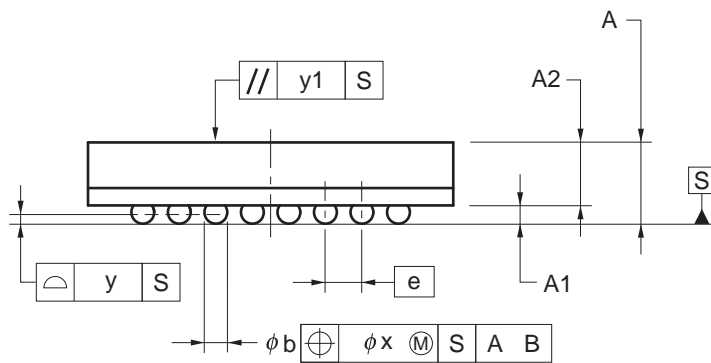 A
// y1 S
A2
S
⌓ y S
e
A1
ϕb ⌖ ϕx Ⓜ S A B